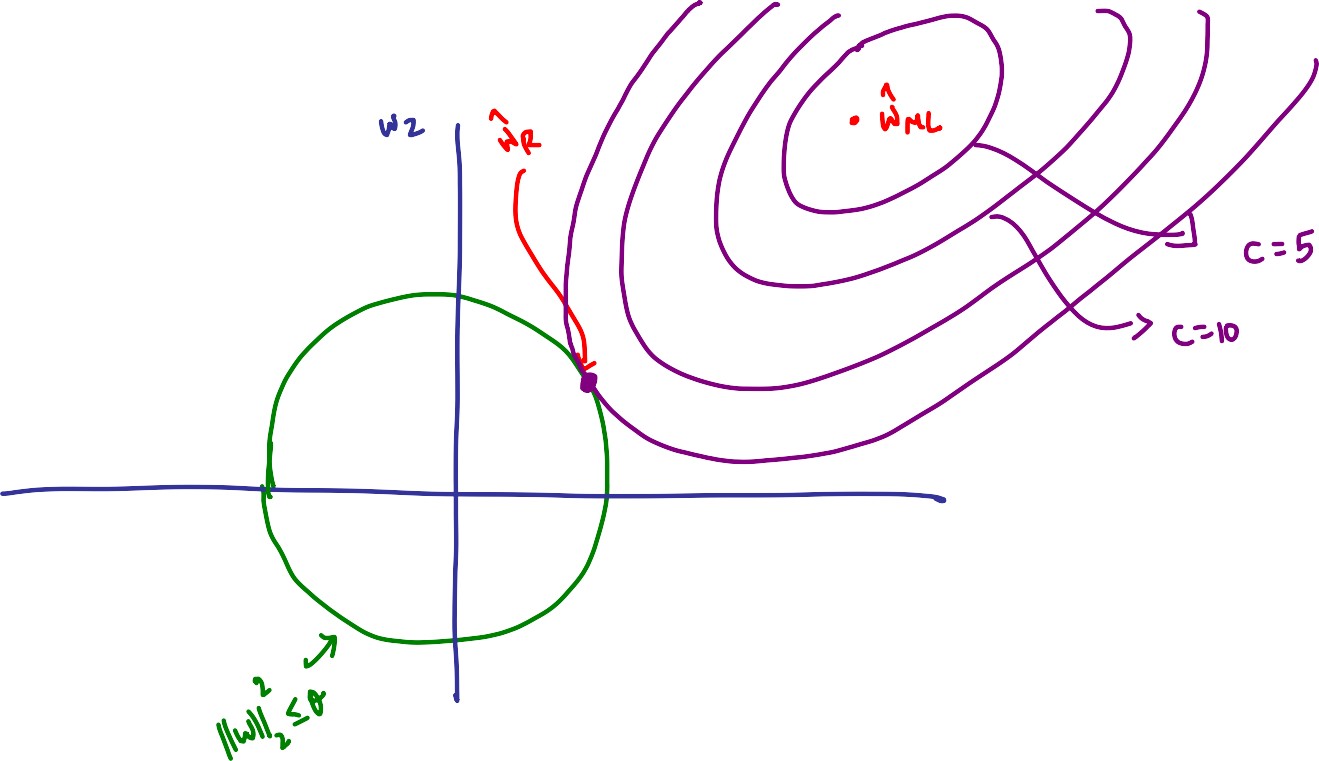 w₂
ŵR
ŵML
C=5
C=10
||w||₂² ≤ θ